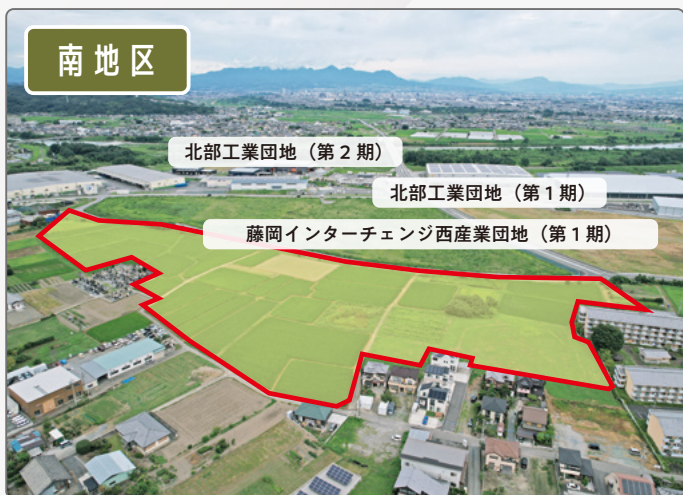 南地区
北部工業団地（第２期）
北部工業団地（第１期）
藤岡インターチェンジ西産業団地（第１期）